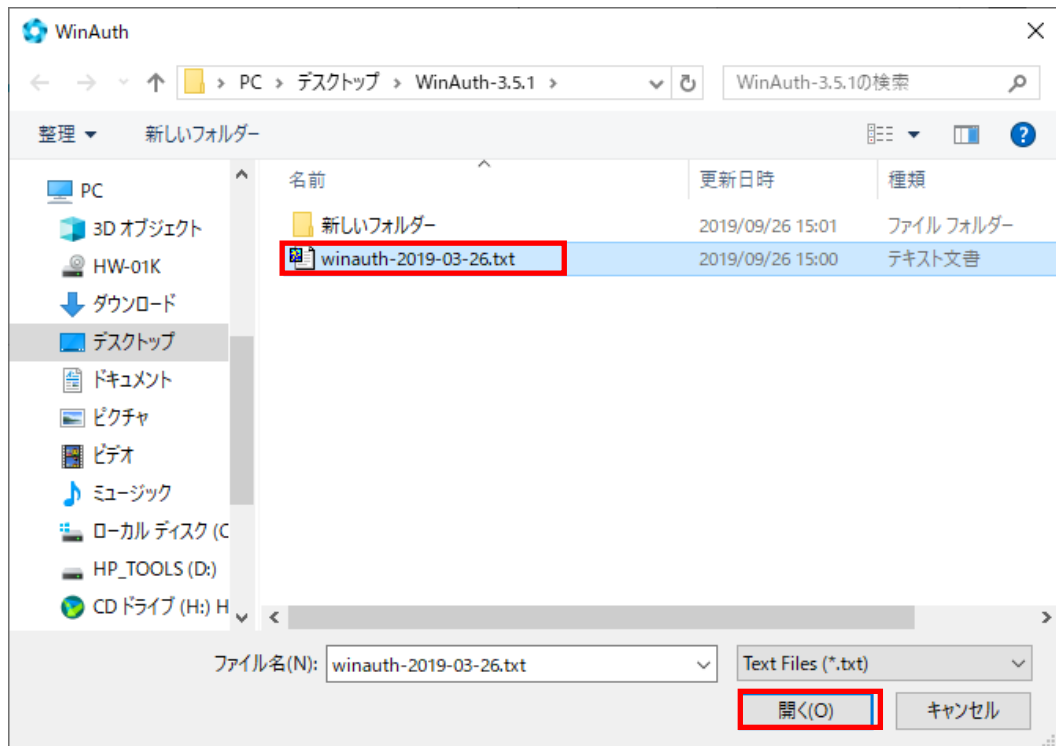 WinAuth
PC › デスクトップ › WinAuth-3.5.1 ›
WinAuth-3.5.1の検索
整理
新しいフォルダー
名前 更新日時 種類
新しいフォルダー 2019/09/26 15:01 ファイル フォルダー
winauth-2019-03-26.txt 2019/09/26 15:00 テキスト文書
PC
3D オブジェクト
HW-01K
ダウンロード
デスクトップ
ドキュメント
ピクチャ
ビデオ
ミュージック
ローカル ディスク (C
HP_TOOLS (D:)
CD ドライブ (H:) H
ファイル名(N): winauth-2019-03-26.txt
Text Files (*.txt)
開く(O)
キャンセル